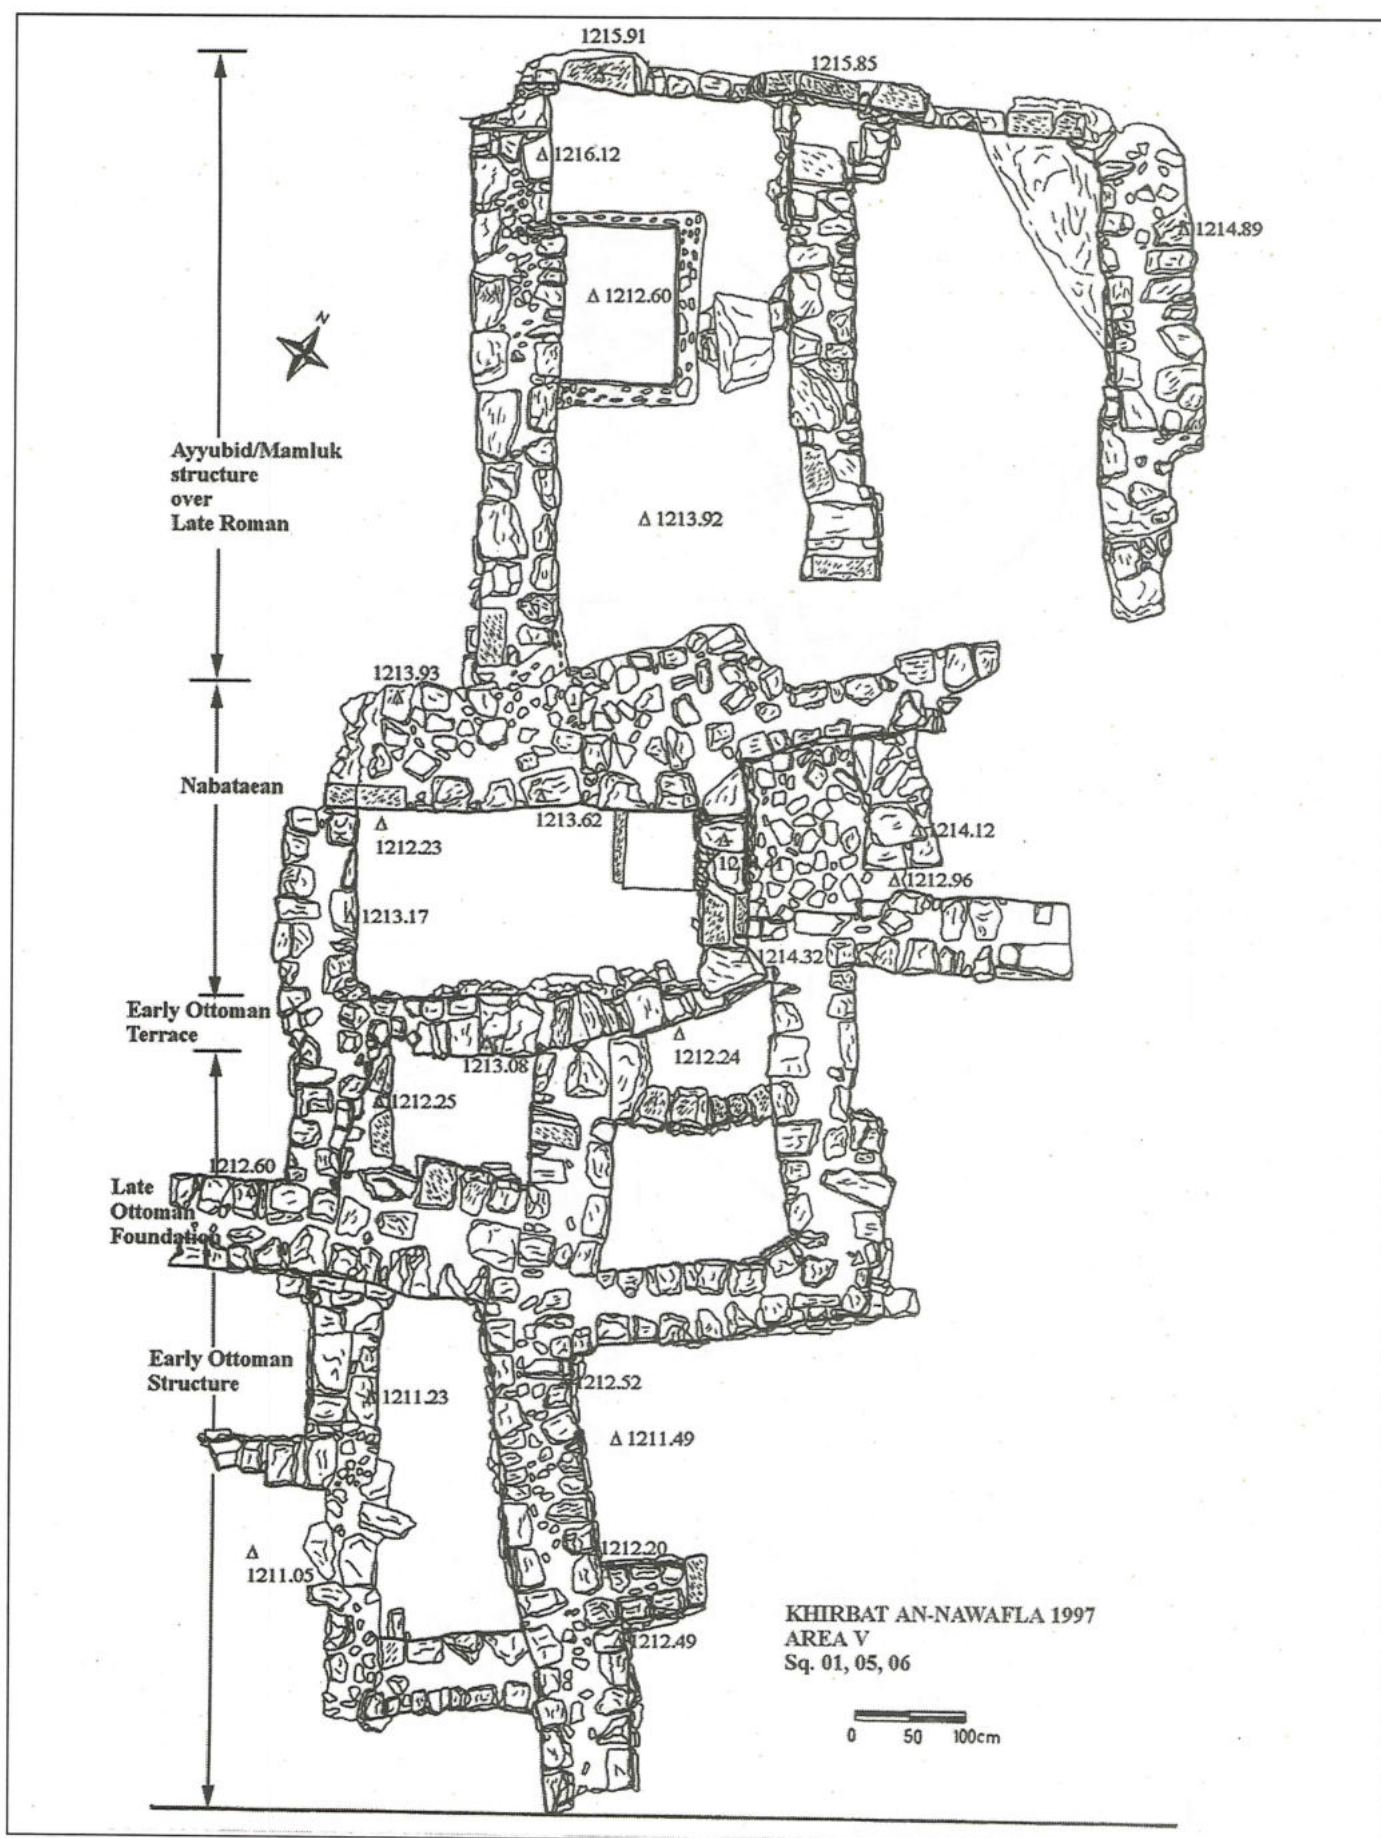 1215.91
1215.85
Δ 1216.12
Δ 1214.89
Δ 1212.60
N
Ayyubid/Mamluk
structure
over
Late Roman
Δ 1213.92
1213.93
Δ
Nabataean
Δ
1213.62
Δ
1212.23
Δ
Δ 1214.12
Δ 1212.96
Δ 1213.17
Δ 1214.32
Early Ottoman
Terrace
Δ
1212.24
Δ
1213.08
Δ 1212.25
1212.60
Δ
Late
Ottoman
Foundation
Early Ottoman
Structure
1212.52
Δ 1211.23
Δ 1211.49
1212.20
Δ
1211.05
Δ 1212.49
KHIRBAT AN-NAWAFLA 1997
AREA V
Sq. 01, 05, 06
0 50 100cm